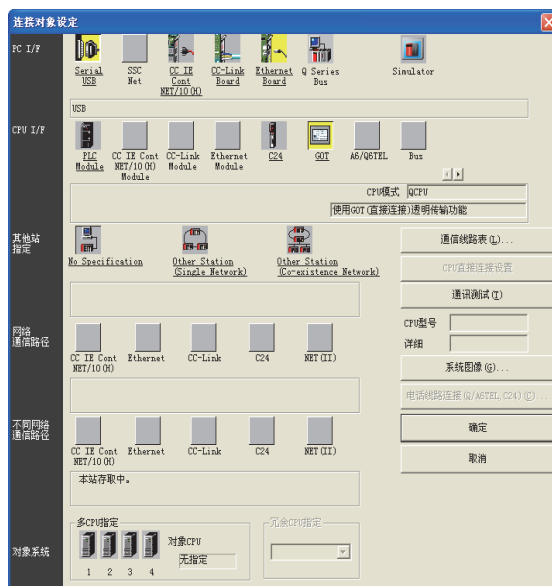 连接对象设定
PC I/F
Serial USB
SSC Net
CC IE Cont NET/10(H)
CC-Link Board
Ethernet Board
Q Series Bus
Simulator
USB
CPU I/F
PLC Module
CC IE Cont NET/10(H) Module
CC-Link Module
Ethernet Module
C24
GOT
A6/Q6TEL
Bus
CPU模式 QCPU
使用GOT(直接连接)透明传输功能
其他站指定
No Specification
Other Station (Single Network)
Other Station (Co-existence Network)
通信线路表(L)...
CPU直接连接设置
通讯测试(T)
CPU型号
详细
系统图像(G)...
电话线路连接(Q/A6TEL,C24)(C)...
确定
取消
网络通信路径
CC IE Cont NET/10(H)
Ethernet
CC-Link
C24
NET(II)
不同网络通信路径
CC IE Cont NET/10(H)
Ethernet
CC-Link
C24
NET(II)
本站存取中。
对象系统
多CPU指定
1 2 3 4
对象CPU
无指定
冗余CPU指定